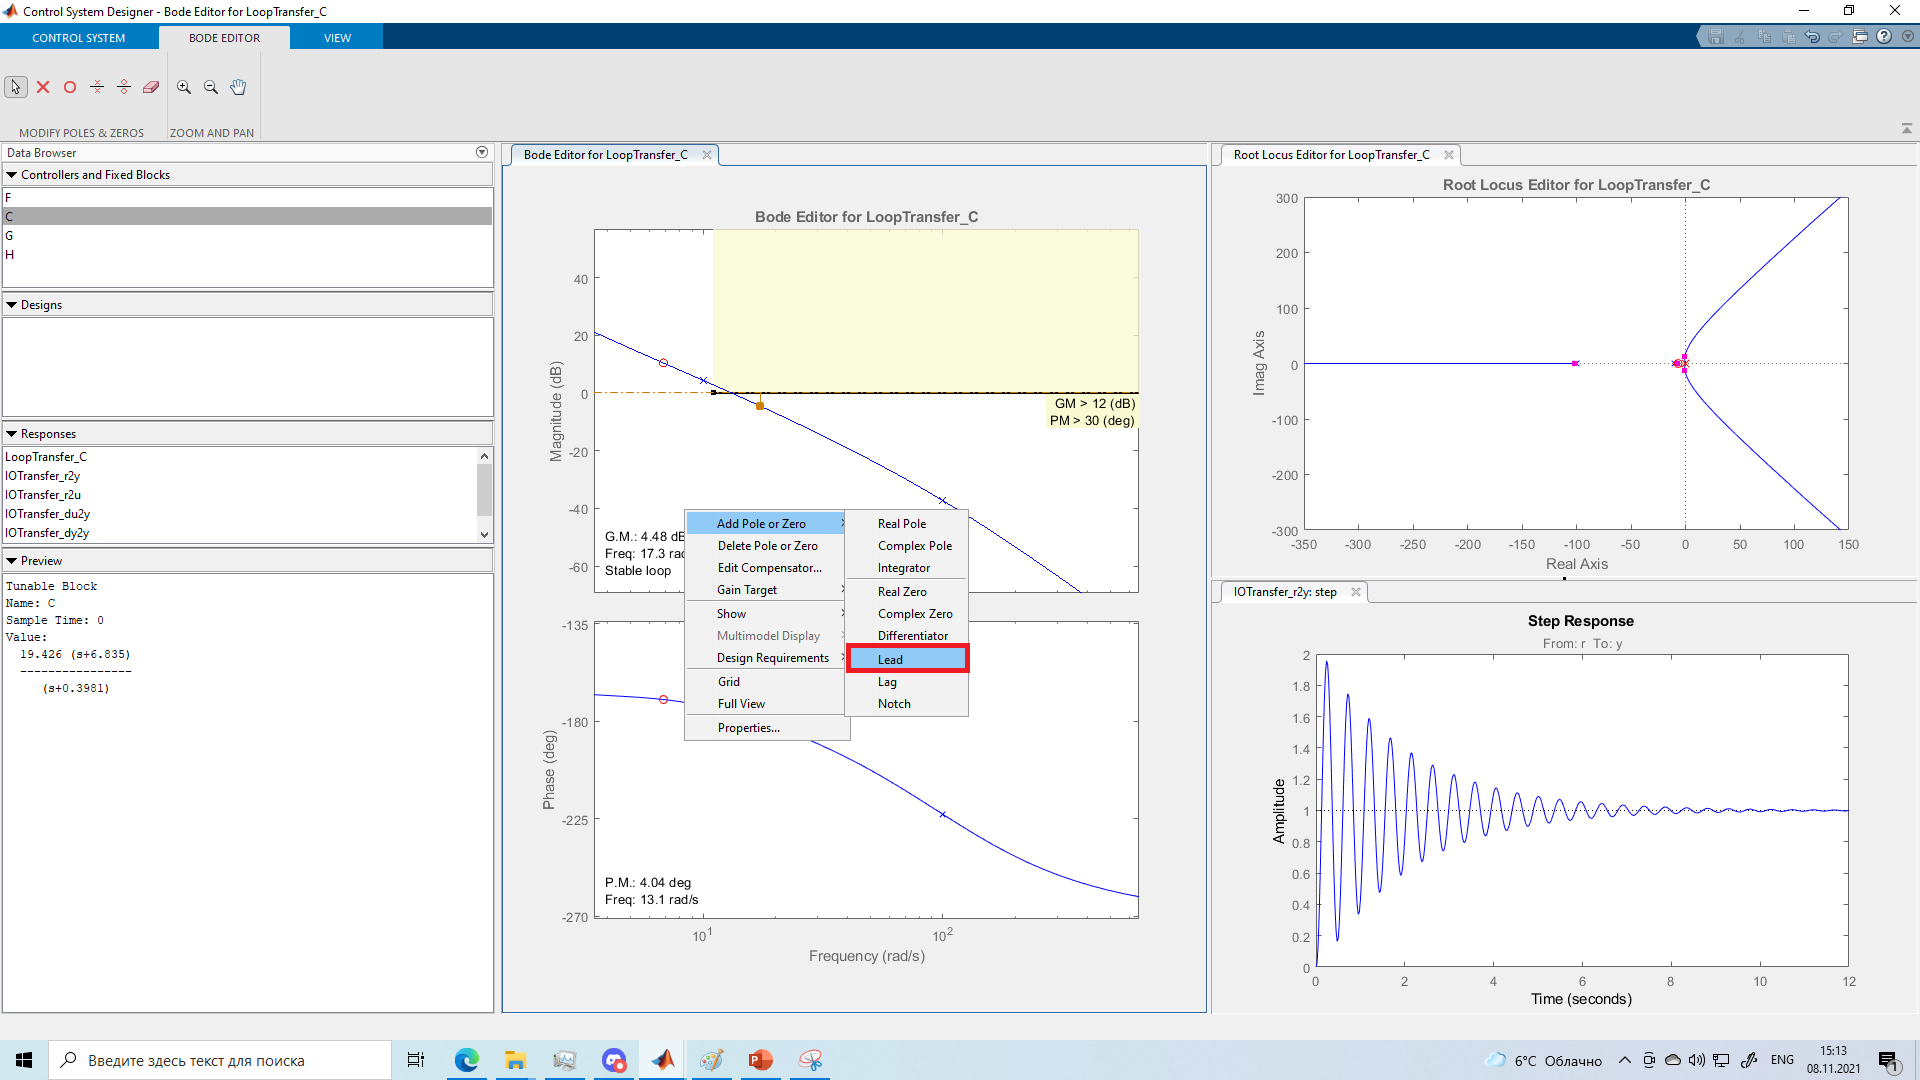 Control System Designer - Bode Editor for LoopTransfer_C
CONTROL SYSTEM
BODE EDITOR
VIEW
MODIFY POLES & ZEROS
ZOOM AND PAN
Data Browser
Controllers and Fixed Blocks
F
C
G
H
Designs
Responses
LoopTransfer_C
IOTransfer_r2y
IOTransfer_r2u
IOTransfer_du2y
IOTransfer_dy2y
Preview
Tunable Block
Name: C
Sample Time: 0
Value:
19.426 (s+6.835)
----------------
(s+0.3981)
Bode Editor for LoopTransfer_C
Bode Editor for LoopTransfer_C
Magnitude (dB)
40
20
0
-20
-40
-60
GM > 12 (dB)
PM > 30 (deg)
G.M.: 4.48 dB
Freq: 17.3 rad
Stable loop
Add Pole or Zero
Delete Pole or Zero
Edit Compensator...
Gain Target
Show
Multimodel Display
Design Requirements
Grid
Full View
Properties...
Real Pole
Complex Pole
Integrator
Real Zero
Complex Zero
Differentiator
Lead
Lag
Notch
Phase (deg)
-135
-180
-225
-270
P.M.: 4.04 deg
Freq: 13.1 rad/s
10^1
10^2
Frequency (rad/s)
Root Locus Editor for LoopTransfer_C
Root Locus Editor for LoopTransfer_C
Imag Axis
300
200
100
0
-100
-200
-300
-350 -300 -250 -200 -150 -100 -50 0 50 100 150
Real Axis
IOTransfer_r2y: step
Step Response
From: r To: y
Amplitude
2
1.8
1.6
1.4
1.2
1
0.8
0.6
0.4
0.2
0
0 2 4 6 8 10 12
Time (seconds)
Введите здесь текст для поиска
6°C Облачно
ENG
15:13
08.11.2021
1